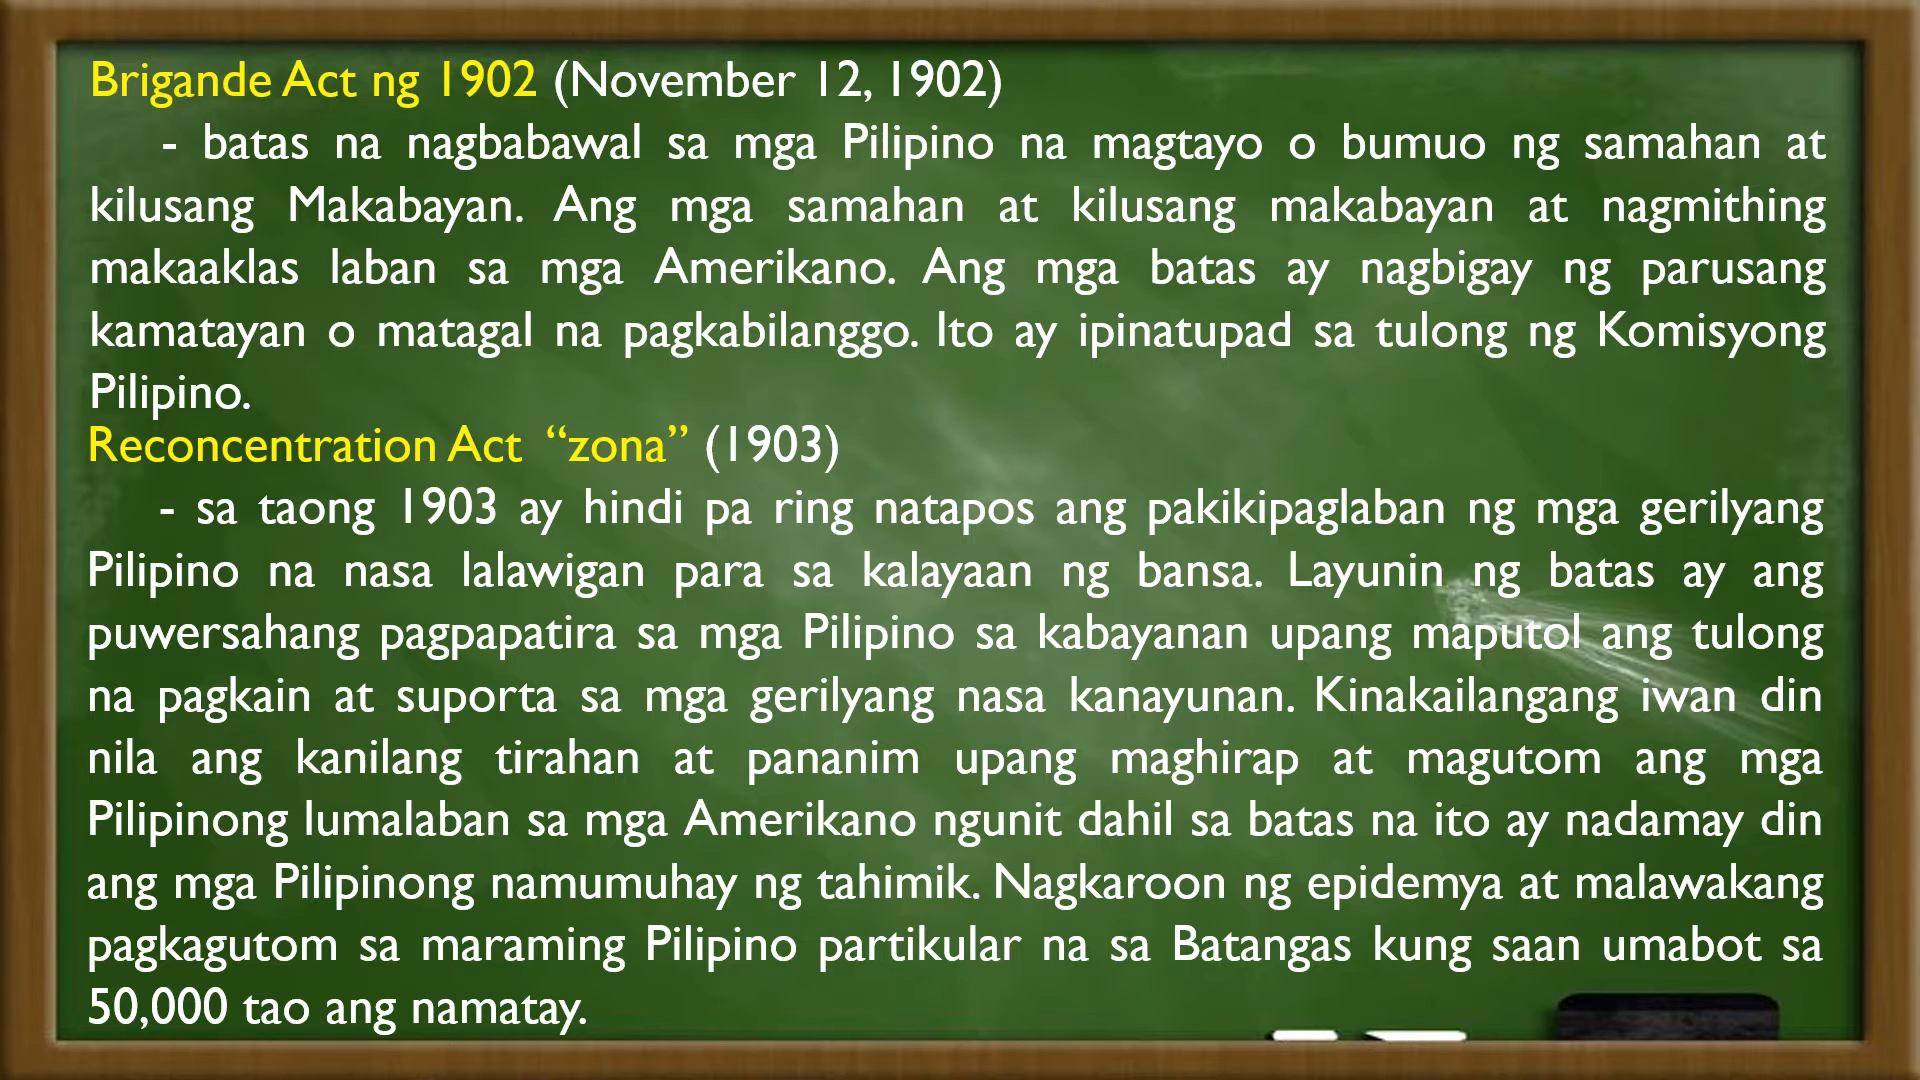 Brigande Act ng 1902 (November 12, 1902)
- batas na nagbabawal sa mga Pilipino na magtayo o bumuo ng samahan at
kilusang Makabayan. Ang mga samahan at kilusang makabayan at nagmithing
makaaklas laban sa mga Amerikano. Ang mga batas ay nagbigay ng parusang
kamatayan o matagal na pagkabilanggo. Ito ay ipinatupad sa tulong ng Komisyong
Pilipino.
Reconcentration Act “zona” (1903)
- sa taong 1903 ay hindi pa ring natapos ang pakikipaglaban ng mga gerilyang
Pilipino na nasa lalawigan para sa kalayaan ng bansa. Layunin ng batas ay ang
puwersahang pagpapatira sa mga Pilipino sa kabayanan upang maputol ang tulong
na pagkain at suporta sa mga gerilyang nasa kanayunan. Kinakailangang iwan din
nila ang kanilang tirahan at pananim upang maghirap at magutom ang mga
Pilipinong lumalaban sa mga Amerikano ngunit dahil sa batas na ito ay nadamay din
ang mga Pilipinong namumuhay ng tahimik. Nagkaroon ng epidemya at malawakang
pagkagutom sa maraming Pilipino partikular na sa Batangas kung saan umabot sa
50,000 tao ang namatay.